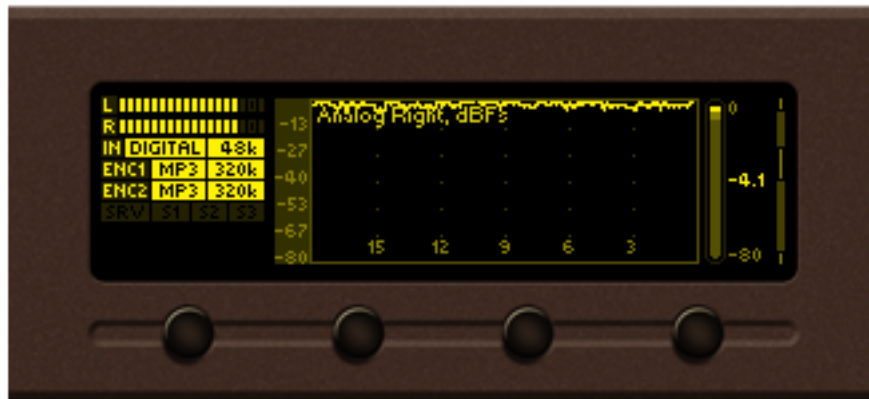 L
R
IN DIGITAL 48k
ENC1 MP3 320k
ENC2 MP3 320k
SRV S1 S2 S3
Analog Right, dBFs
-13
-27
-40
-53
-67
-80
15 12 9 6 3
0
-4.1
-80